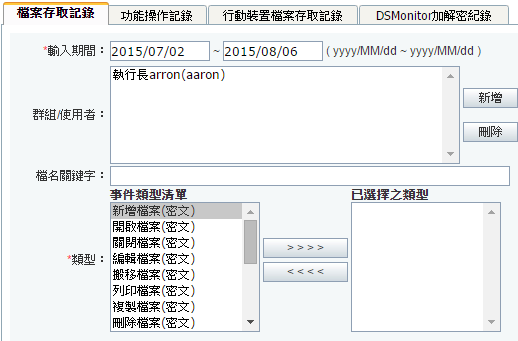 檔案存取記錄 功能操作記錄 行動裝置檔案存取記錄 DSMonitor加解密紀錄
*輸入期間： 2015/07/02 ~ 2015/08/06 ( yyyy/MM/dd ~ yyyy/MM/dd )
執行長arron(aaron)
群組/使用者： 新增
刪除
檔名關鍵字：
事件類型清單 已選擇之類型
*類型：
新增檔案(密文)
開啟檔案(密文)
關閉檔案(密文)
編輯檔案(密文)
搬移檔案(密文)
列印檔案(密文)
複製檔案(密文)
刪除檔案(密文)
> > > >
< < < <